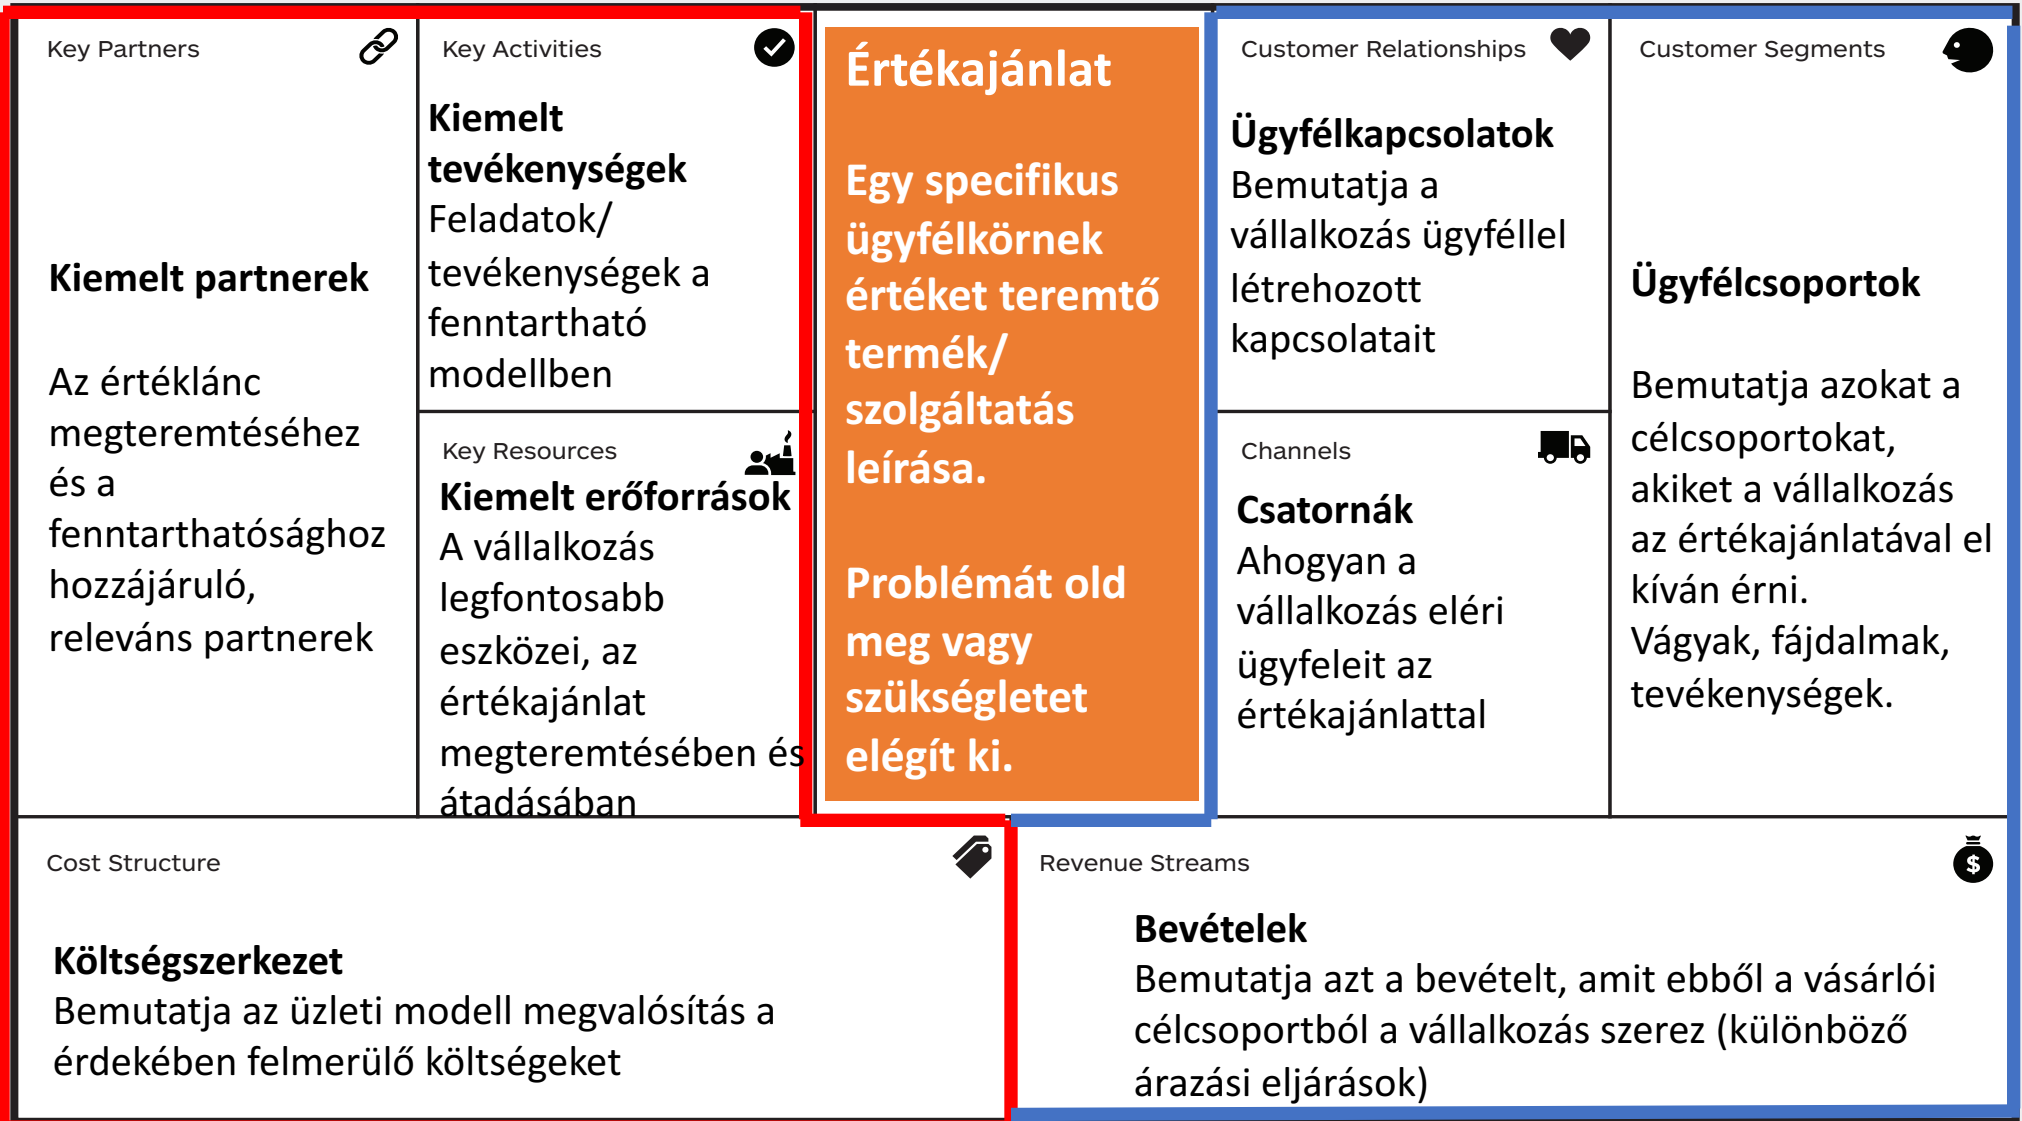 Key Partners
Kiemelt partnerek
Az értéklánc
megteremtéséhez
és a
fenntarthatósághoz
hozzájáruló,
releváns partnerek
Key Activities
Kiemelt
tevékenységek
Feladatok/
tevékenységek a
fenntartható
modellben
Key Resources
Kiemelt erőforrások
A vállalkozás
legfontosabb
eszközei, az
értékajánlat
megteremtésében és
átadásában
Értékajánlat
Egy specifikus
ügyfélkörnek
értéket teremtő
termék/
szolgáltatás
leírása.
Problémát old
meg vagy
szükségletet
elégít ki.
Customer Relationships
Ügyfélkapcsolatok
Bemutatja a
vállalkozás ügyféllel
létrehozott
kapcsolatait
Channels
Csatornák
Ahogyan a
vállalkozás eléri
ügyfeleit az
értékajánlattal
Customer Segments
Ügyfélcsoportok
Bemutatja azokat a
célcsoportokat,
akiket a vállalkozás
az értékajánlatával el
kíván érni.
Vágyak, fájdalmak,
tevékenységek.
Cost Structure
Költségszerkezet
Bemutatja az üzleti modell megvalósítás a
érdekében felmerülő költségeket
Revenue Streams
$
Bevételek
Bemutatja azt a bevételt, amit ebből a vásárlói
célcsoportból a vállalkozás szerez (különböző
árazási eljárások)